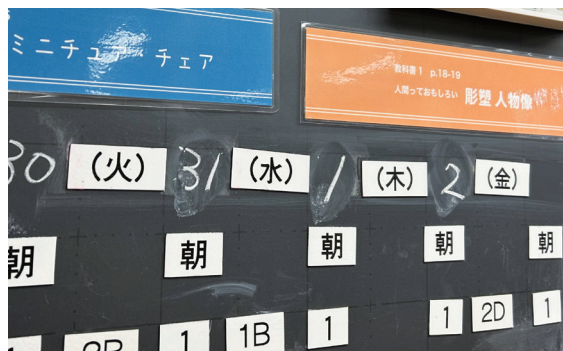 ミニチュア・チェア
教科書1 p.18-19
人間っておもしろい 彫塑 人物像
30 (火) 31 (水) 1 (木) 2 (金)
朝 朝 朝 朝 朝
1 2D 1
1 1B 1